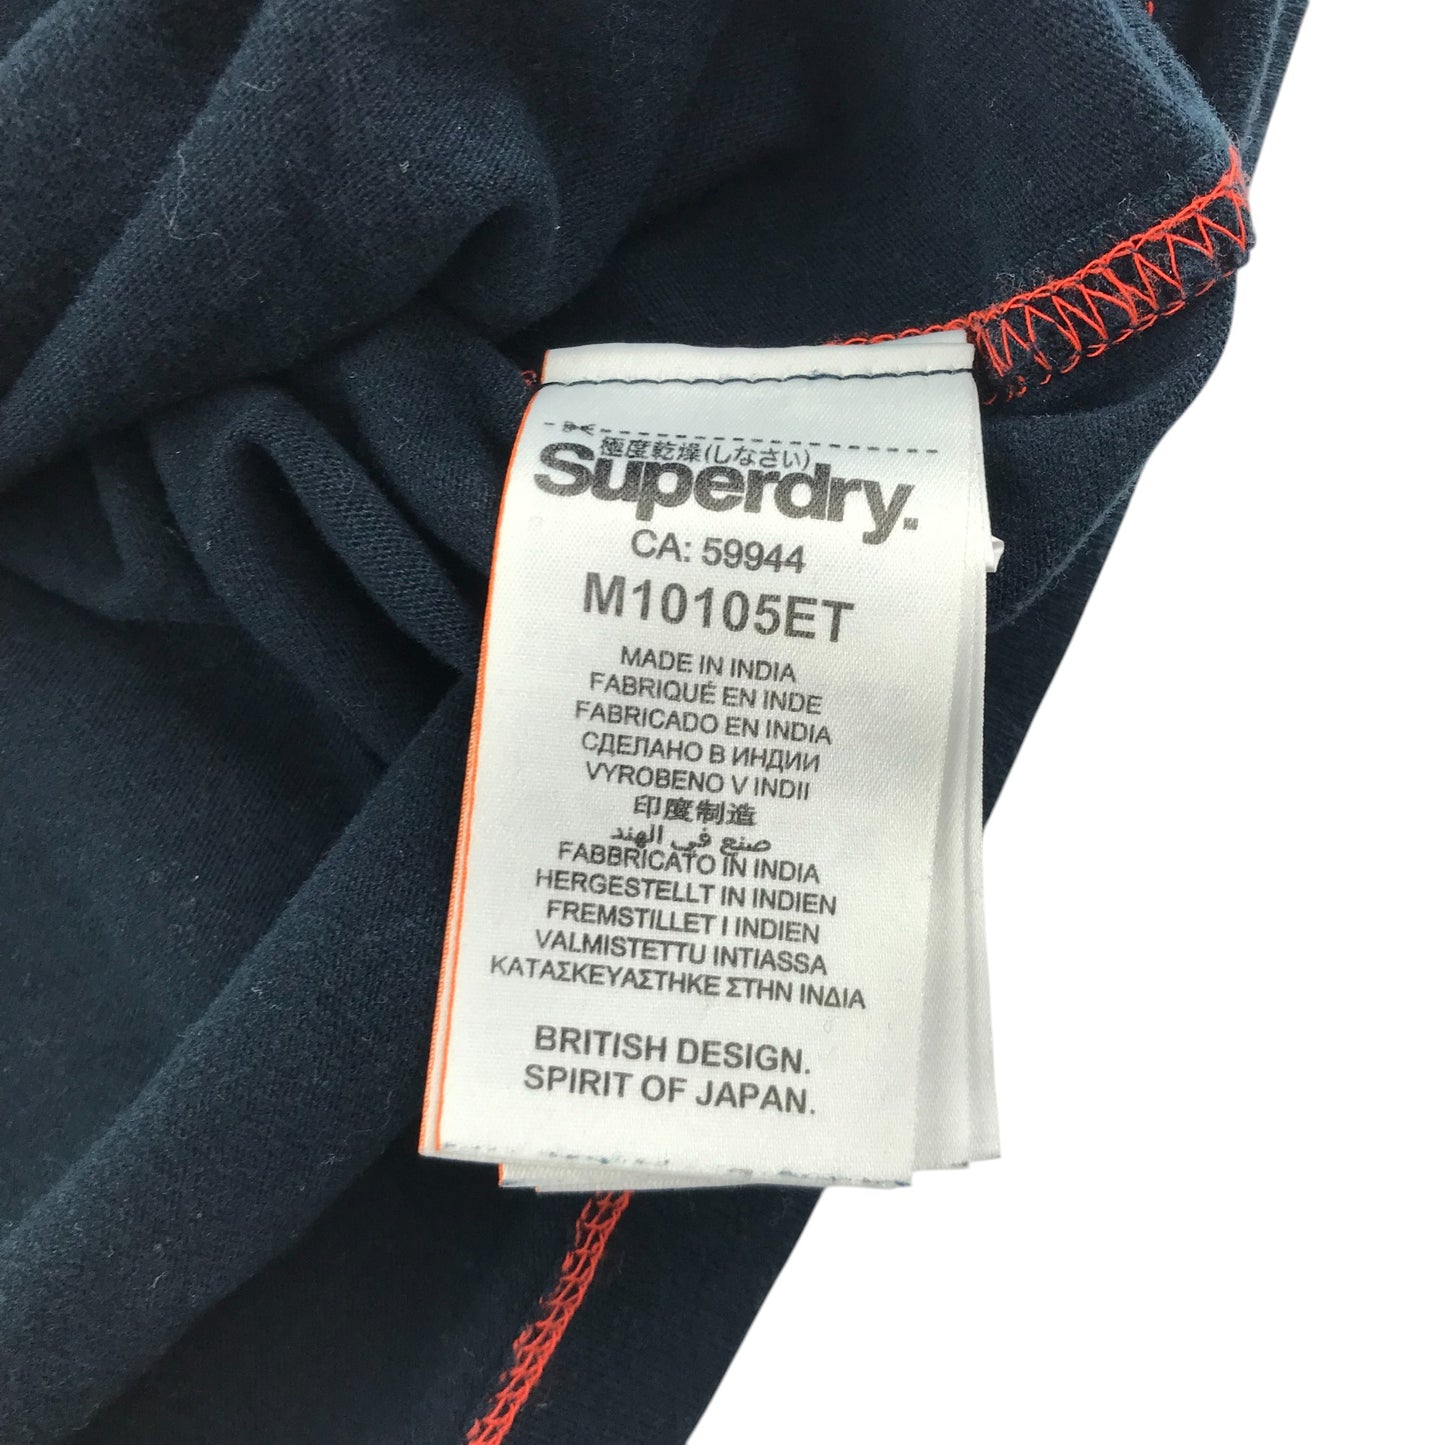 極度乾燥(しなさい)
Superdry.
CA: 59944
M10105ET
MADE IN INDIA
FABRIQUÉ EN INDE
FABRICADO EN INDIA
СДЕЛАНО В ИНДИИ
VYROBENO V INDII
印度制造
صنع في الهند
FABBRICATO IN INDIA
HERGESTELLT IN INDIEN
FREMSTILLET I INDIEN
VALMISTETTU INTIASSA
ΚΑΤΑΣΚΕΥΑΣΤΗΚΕ ΣΤΗΝ ΙΝΔΙΑ
BRITISH DESIGN.
SPIRIT OF JAPAN.